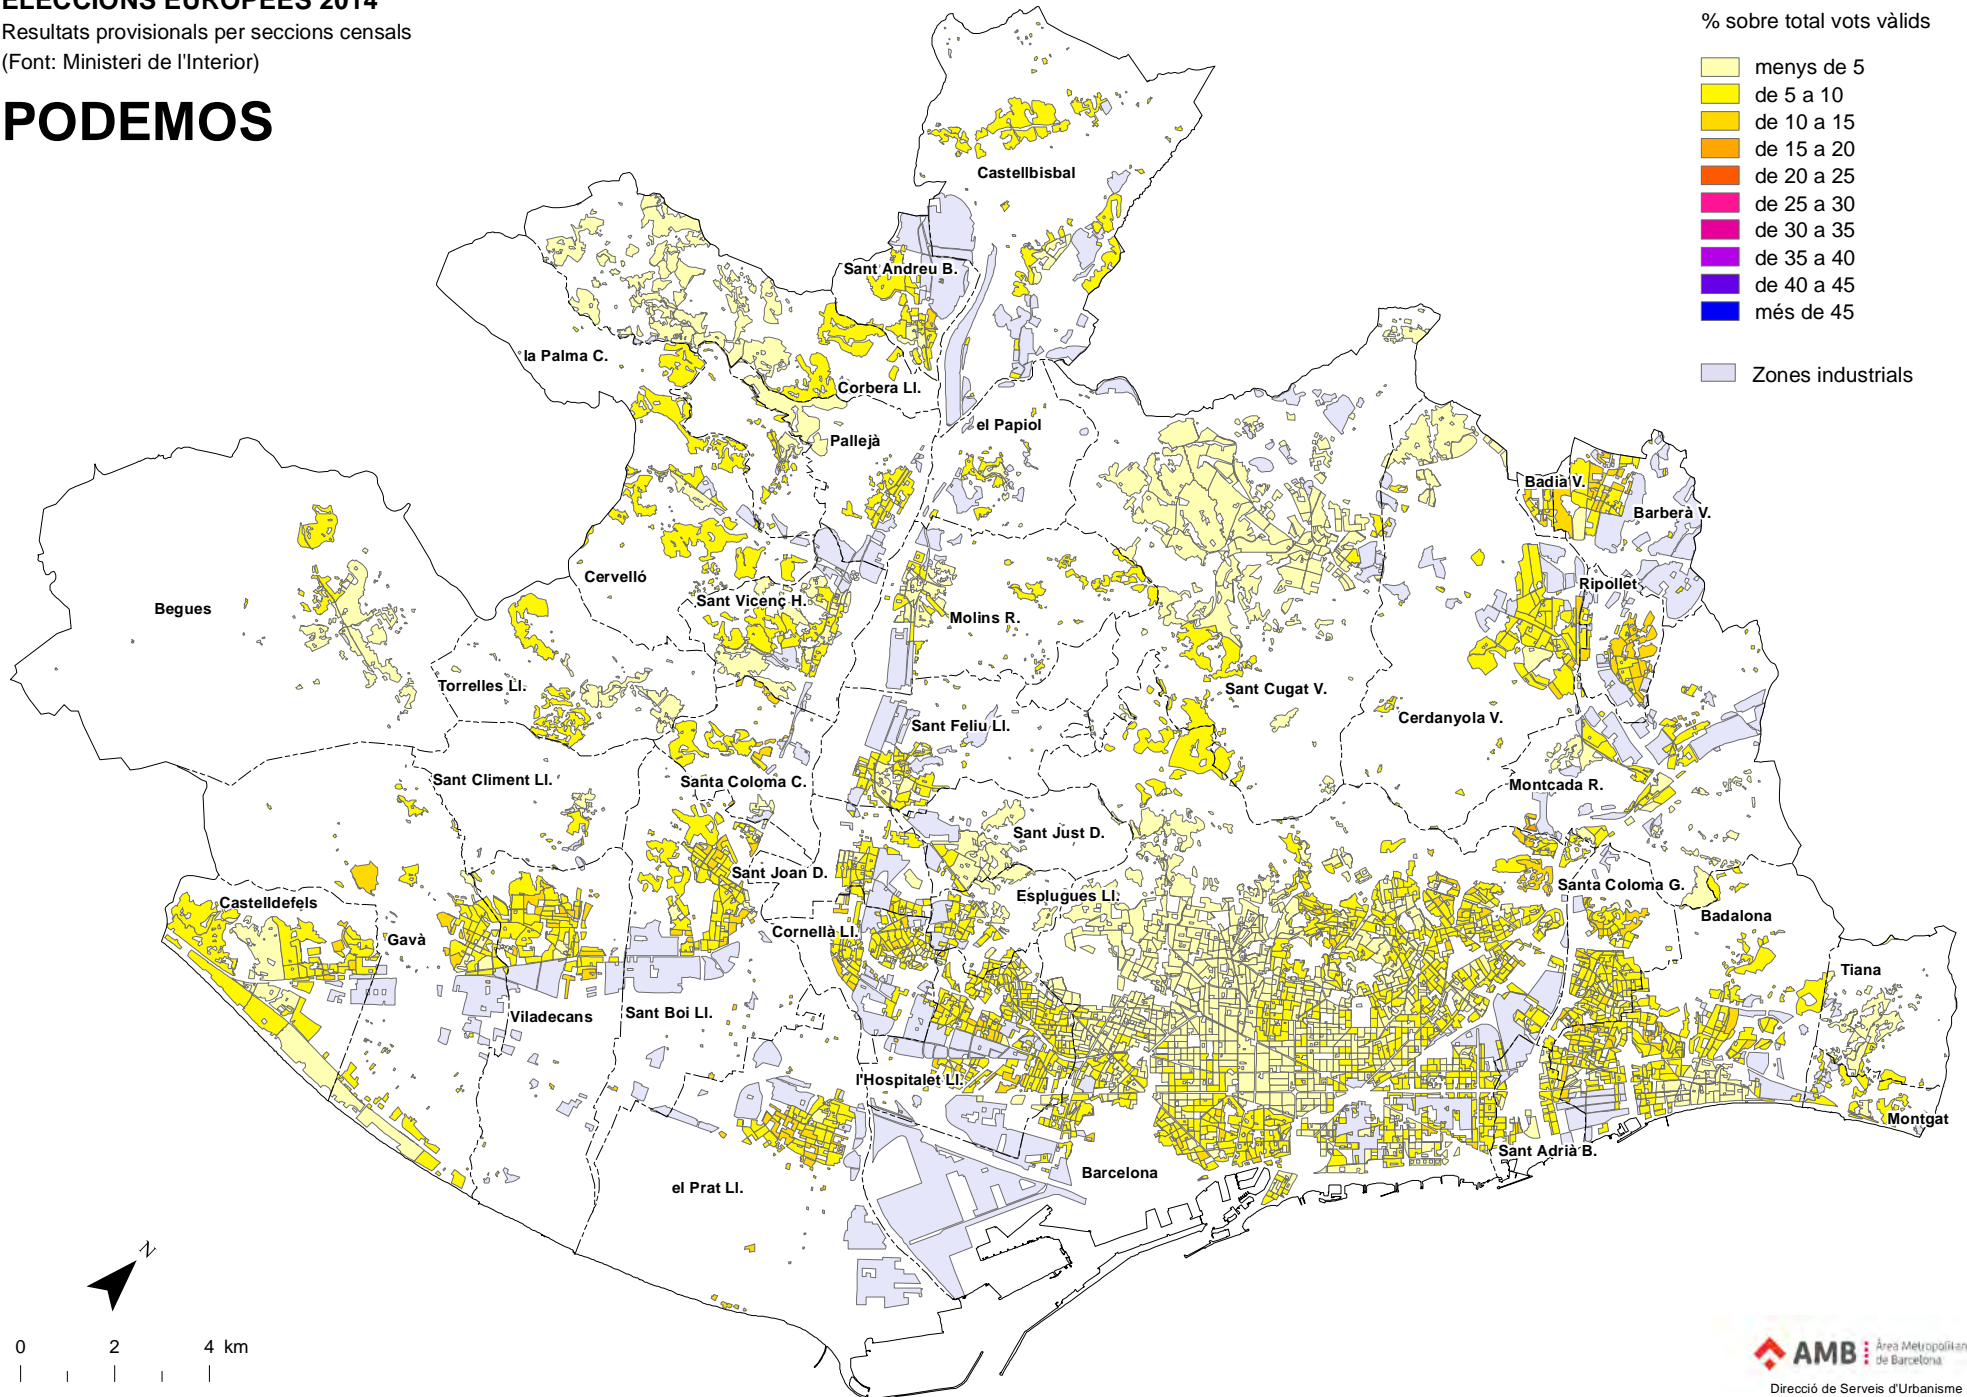 ELECCIONS EUROPEES 2014
Resultats provisionals per seccions censals
(Font: Ministeri de l'Interior)
PODEMOS
% sobre total vots vàlids
menys de 5
de 5 a 10
de 10 a 15
de 15 a 20
de 20 a 25
de 25 a 30
de 30 a 35
de 35 a 40
de 40 a 45
més de 45
Zones industrials
Castellbisbal
Sant Andreu B.
la Palma C.
Corbera Ll.
el Papiol
Pallejà
Badia V.
Barberà V.
Cervelló
Ripollet
Sant Vicenç H.
Begues
Molins R.
Torrelles Ll.
Sant Cugat V.
Cerdanyola V.
Sant Feliu Ll.
Sant Climent Ll.
Santa Coloma C.
Montcada R.
Sant Just D.
Sant Joan D.
Santa Coloma G.
Esplugues Ll.
Castelldefels
Badalona
Gavà
Cornellà Ll.
Tiana
Viladecans
Sant Boi Ll.
l'Hospitalet Ll.
Montgat
Sant Adrià B.
Barcelona
el Prat Ll.
N
0 2 4 km
AMB
Àrea Metropolitana
de Barcelona
Direcció de Serveis d'Urbanisme